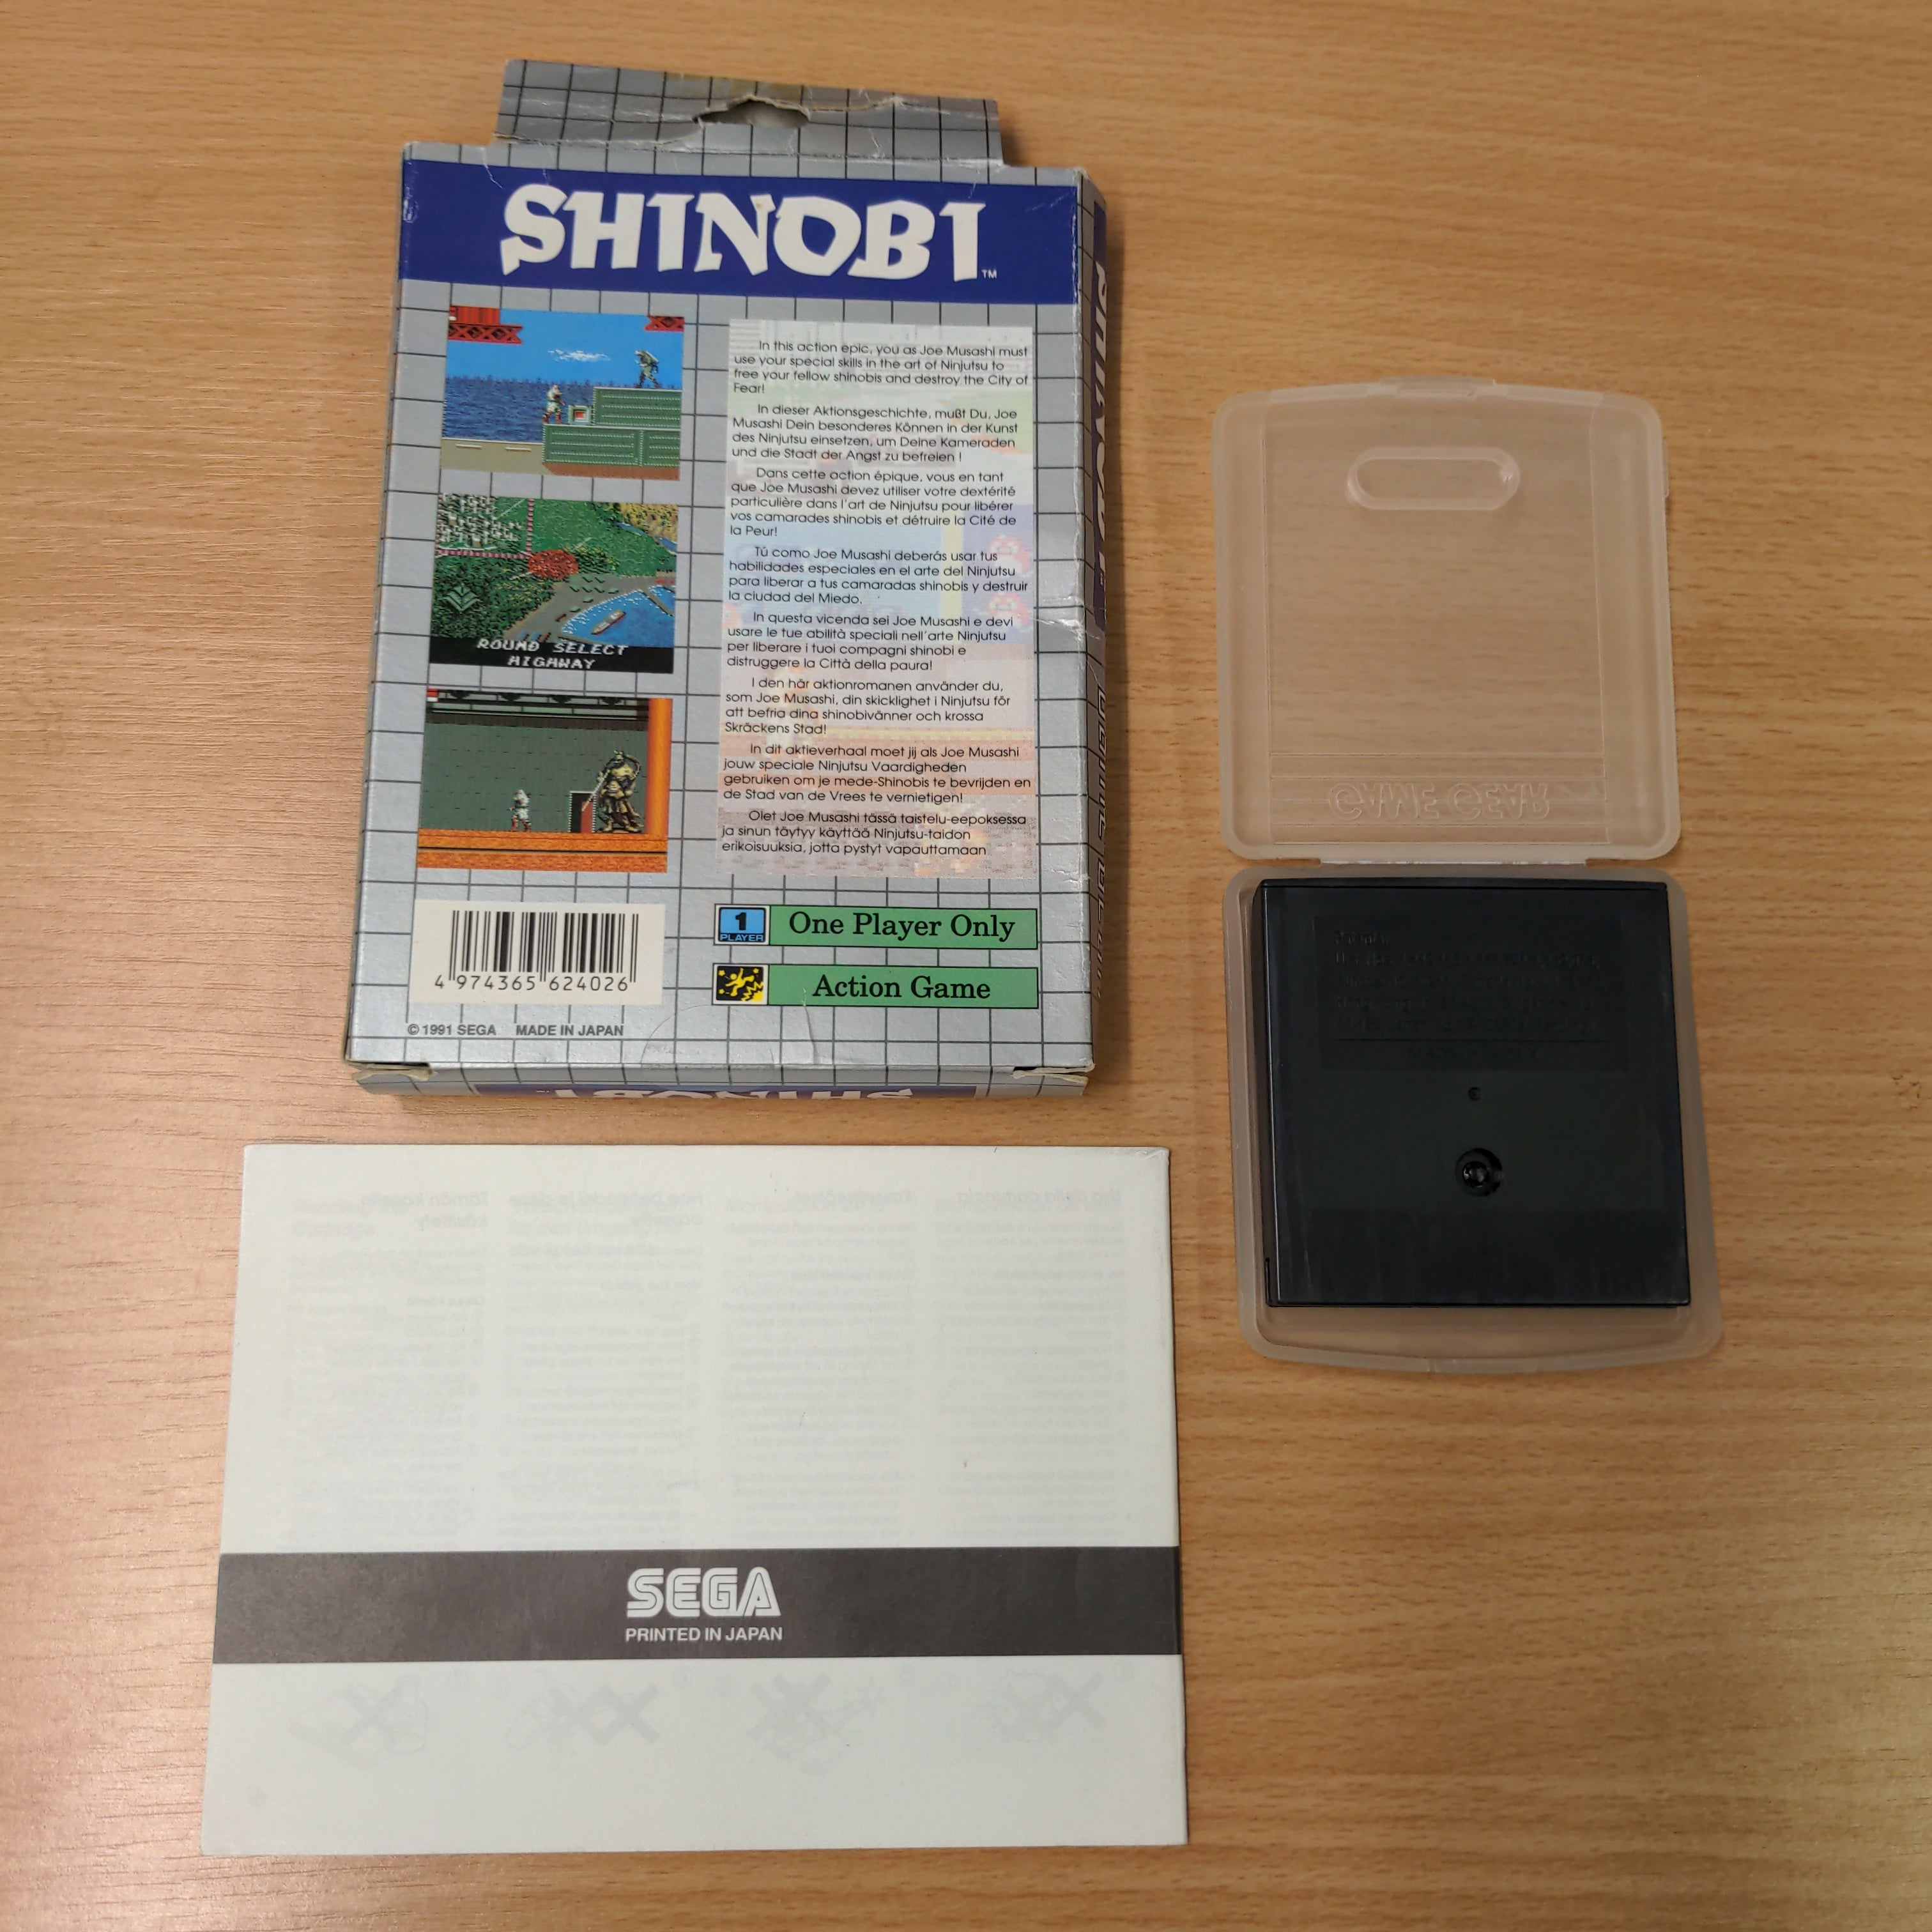 SHINOBI™
In this action epic, you as Joe Musashi must
use your special skills in the art of Ninjutsu to
free your fellow shinobis and destroy the City of
Fear!
In dieser Aktionsgeschichte, mußt Du, Joe
Musashi Dein besonderes Können in der Kunst
des Ninjutsu einsetzen, um Deine Kameraden
und die Stadt der Angst zu befreien !
Dans cette action épique, vous en tant
que Joe Musashi devez utiliser votre dextérité
particulière dans l'art de Ninjutsu pour libérer
vos camarades shinobis et détruire la Cité de
la Peur!
Tú como Joe Musashi deberás usar tus
habilidades especiales en el arte del Ninjutsu
para liberar a tus camaradas shinobis y destruir
la ciudad del Miedo.
In questa vicenda sei Joe Musashi e devi
usare le tue abilità speciali nell'arte Ninjutsu
per liberare i tuoi compagni shinobi e
distruggere la Città della paura!
I den här aktionromanen använder du,
som Joe Musashi, din skicklighet i Ninjutsu för
att befria dina shinobivänner och krossa
Skräckens Stad!
In dit aktieverhaal moet jij als Joe Musashi
jouw speciale Ninjutsu Vaardigheden
gebruiken om je mede-Shinobis te bevrijden en
de Stad van de Vrees te vernietigen!
Olet Joe Musashi tässä taistelu-eepoksessa
ja sinun täytyy käyttää Ninjutsu-taidon
erikoisuuksia, jotta pystyt vapauttamaan
ROUND SELECT
HIGHWAY
1
PLAYER
One Player Only
Action Game
4 974365 624026
© 1991 SEGA MADE IN JAPAN
SHINOBI
SHINOBI
GAME GEAR
SEGA
PRINTED IN JAPAN